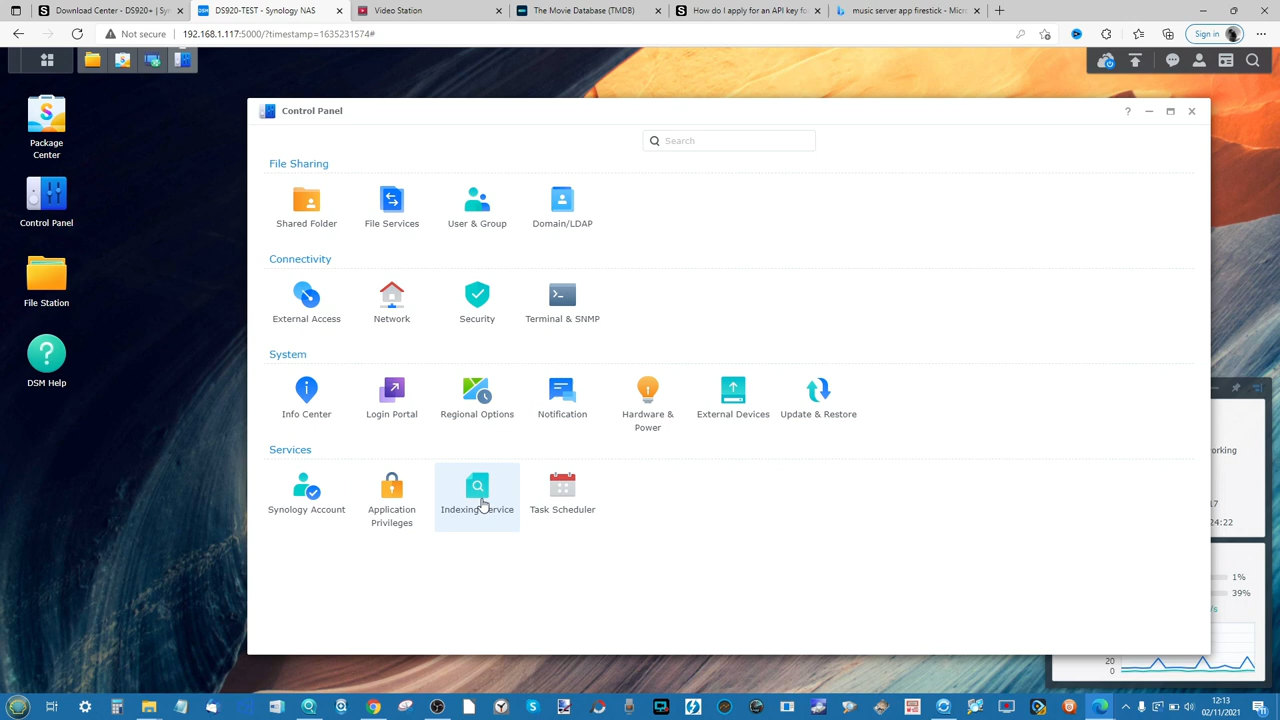 Download Center - DS920+ | Sy
DS920-TEST - Synology NAS
Video Station
The Movie Database (TMDB)
How do I apply for an API key fo
music server app firestick - Micr
Not secure
192.168.1.117:5000/?timestamp=1635231574#
Sign in
Package
Center
Control Panel
File Station
DSM Help
Control Panel
Search
File Sharing
Shared Folder
File Services
User & Group
Domain/LDAP
Connectivity
External Access
Network
Security
Terminal & SNMP
System
Info Center
Login Portal
Regional Options
Notification
Hardware &
Power
External Devices
Update & Restore
Services
Synology Account
Application
Privileges
Indexing Service
Task Scheduler
orking
17
24:22
1%
39%
/s
20
0
12:13
02/11/2021